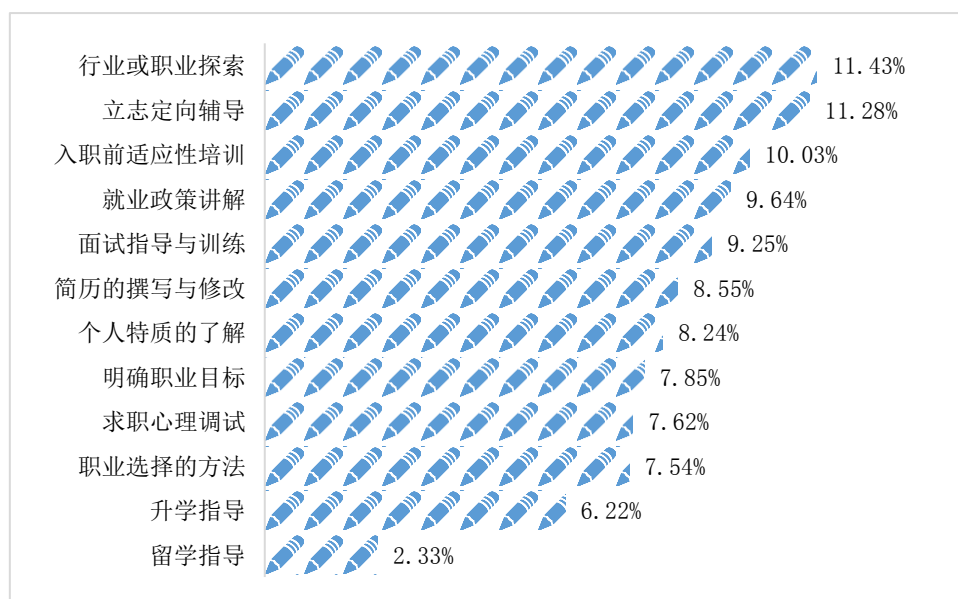 行业或职业探索 11.43%
立志定向辅导 11.28%
入职前适应性培训 10.03%
就业政策讲解 9.64%
面试指导与训练 9.25%
简历的撰写与修改 8.55%
个人特质的了解 8.24%
明确职业目标 7.85%
求职心理调试 7.62%
职业选择的方法 7.54%
升学指导 6.22%
留学指导 2.33%